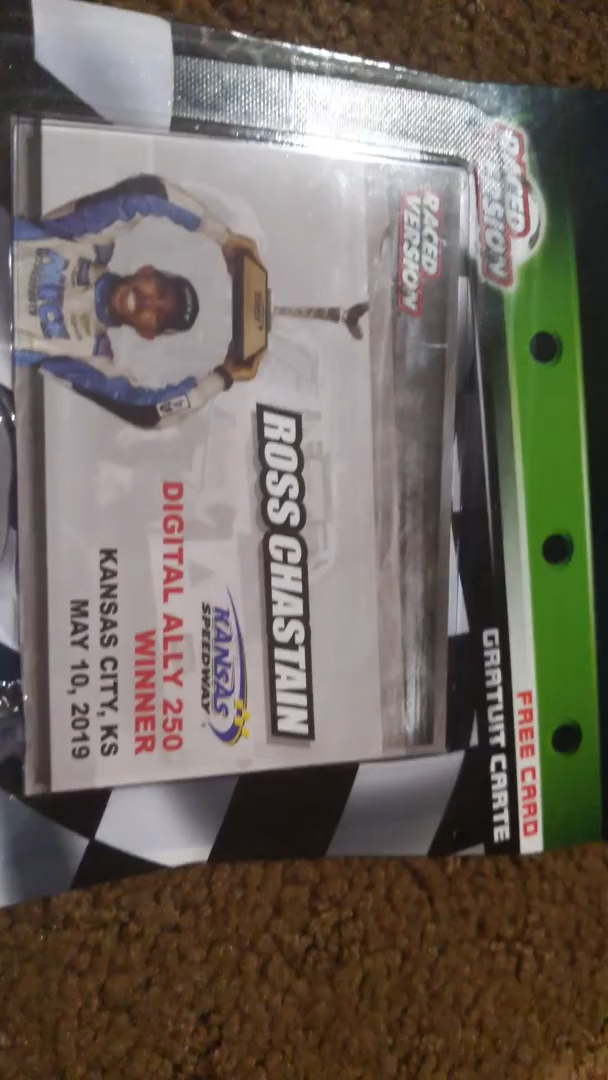 FREE CARD
GRATUIT CARTE
RACED VERSION
RACED
VERSION
ROSS CHASTAIN
KANSAS
SPEEDWAY
DIGITAL ALLY 250
WINNER
KANSAS CITY, KS
MAY 10, 2019